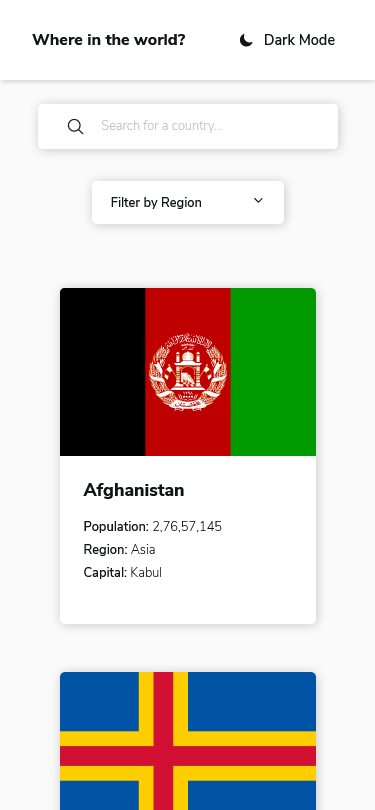 Where in the world?
Dark Mode
Search for a country...
Filter by Region
Afghanistan
Population: 2,76,57,145
Region: Asia
Capital: Kabul